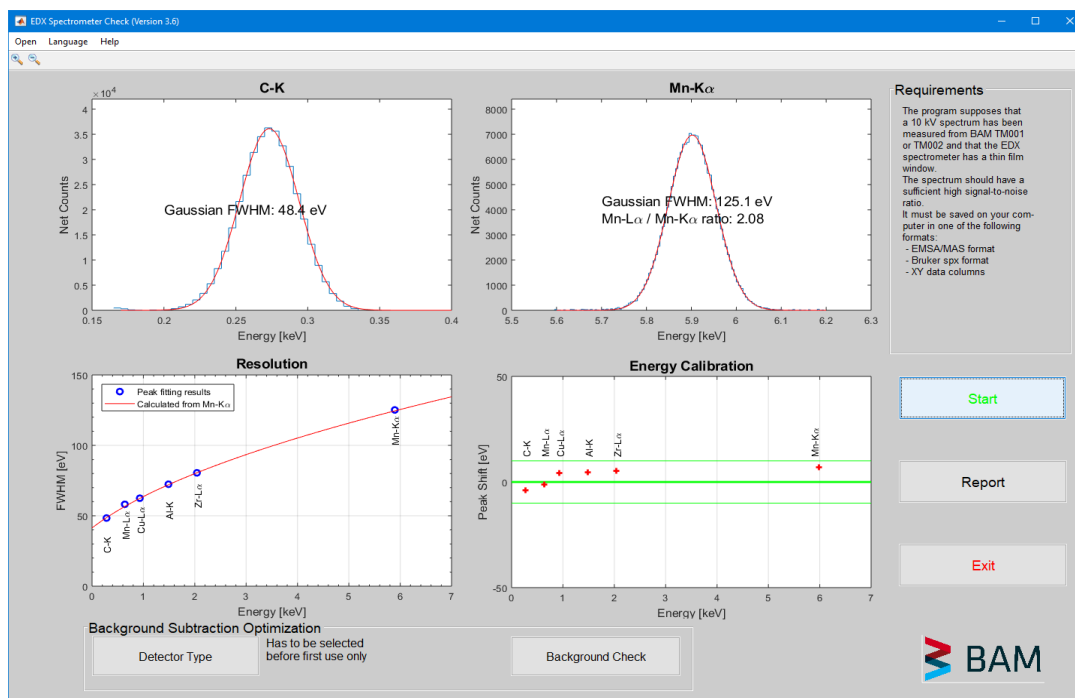 EDX Spectrometer Check (Version 3.6)
Open Language Help
C-K
×10⁴
4
3.5
3
2.5
2
1.5
1
0.5
0
Net Counts
Gaussian FWHM: 48.4 eV
0.15 0.2 0.25 0.3 0.35 0.4
Energy [keV]
Mn-Kα
8000
7000
6000
5000
4000
3000
2000
1000
0
Net Counts
Gaussian FWHM: 125.1 eV
Mn-Lα / Mn-Kα ratio: 2.08
5.5 5.6 5.7 5.8 5.9 6 6.1 6.2 6.3
Energy [keV]
Requirements
The program supposes that
a 10 kV spectrum has been
measured from BAM TM001
or TM002 and that the EDX
spectrometer has a thin film
window.
The spectrum should have a
sufficient high signal-to-noise
ratio.
It must be saved on your com-
puter in one of the following
formats:
- EMSA/MAS format
- Bruker spx format
- XY data columns
Resolution
150
100
50
0
FWHM [eV]
Peak fitting results
Calculated from Mn-Kα
C-K
Mn-Lα
Cu-Lα
Al-K
Zr-Lα
Mn-Kα
0 1 2 3 4 5 6 7
Energy [keV]
Energy Calibration
50
0
-50
Peak Shift [eV]
C-K
Mn-Lα
Cu-Lα
Al-K
Zr-Lα
Mn-Kα
0 1 2 3 4 5 6 7
Energy [keV]
Start
Report
Exit
Background Subtraction Optimization
Detector Type
Has to be selected
before first use only
Background Check
BAM